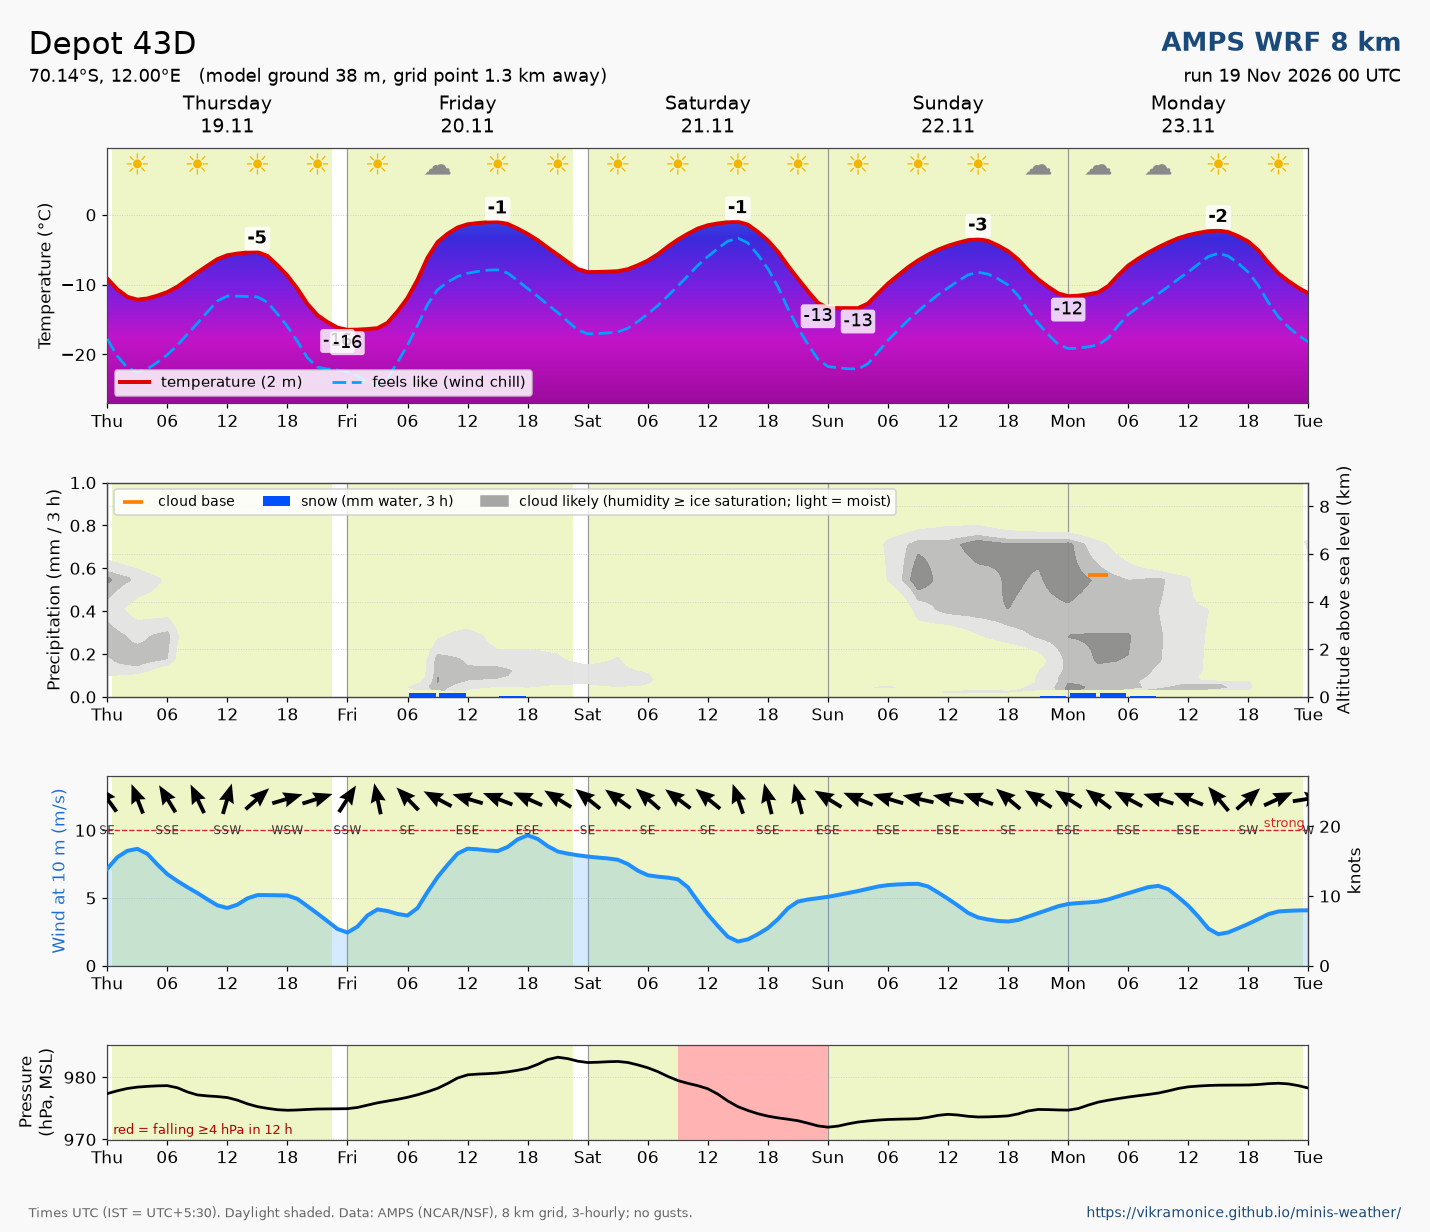 Depot 43D
AMPS WRF 8 km
70.14°S, 12.00°E (model ground 38 m, grid point 1.3 km away)
run 19 Nov 2026 00 UTC
Thursday Friday Saturday Sunday Monday
19.11 20.11 21.11 22.11 23.11
Temperature (°C)
0
−10
−20
-5 -16 -1 -1 -13 -13 -3 -12 -2
temperature (2 m) feels like (wind chill)
Thu 06 12 18 Fri 06 12 18 Sat 06 12 18 Sun 06 12 18 Mon 06 12 18 Tue
Precipitation (mm / 3 h)
1.0
0.8
0.6
0.4
0.2
0.0
cloud base snow (mm water, 3 h) cloud likely (humidity ≥ ice saturation; light = moist)
8
6
4
2
0
Altitude above sea level (km)
Thu 06 12 18 Fri 06 12 18 Sat 06 12 18 Sun 06 12 18 Mon 06 12 18 Tue
Wind at 10 m (m/s)
10
5
0
SE SSE SSW WSW SSW SE ESE ESE SE SE SE SSE ESE ESE ESE SE ESE ESE ESE SW W
strong
20
10
0
knots
Thu 06 12 18 Fri 06 12 18 Sat 06 12 18 Sun 06 12 18 Mon 06 12 18 Tue
Pressure
(hPa, MSL)
980
970
red = falling ≥4 hPa in 12 h
Thu 06 12 18 Fri 06 12 18 Sat 06 12 18 Sun 06 12 18 Mon 06 12 18 Tue
Times UTC (IST = UTC+5:30). Daylight shaded. Data: AMPS (NCAR/NSF), 8 km grid, 3-hourly; no gusts.
https://vikramonice.github.io/minis-weather/